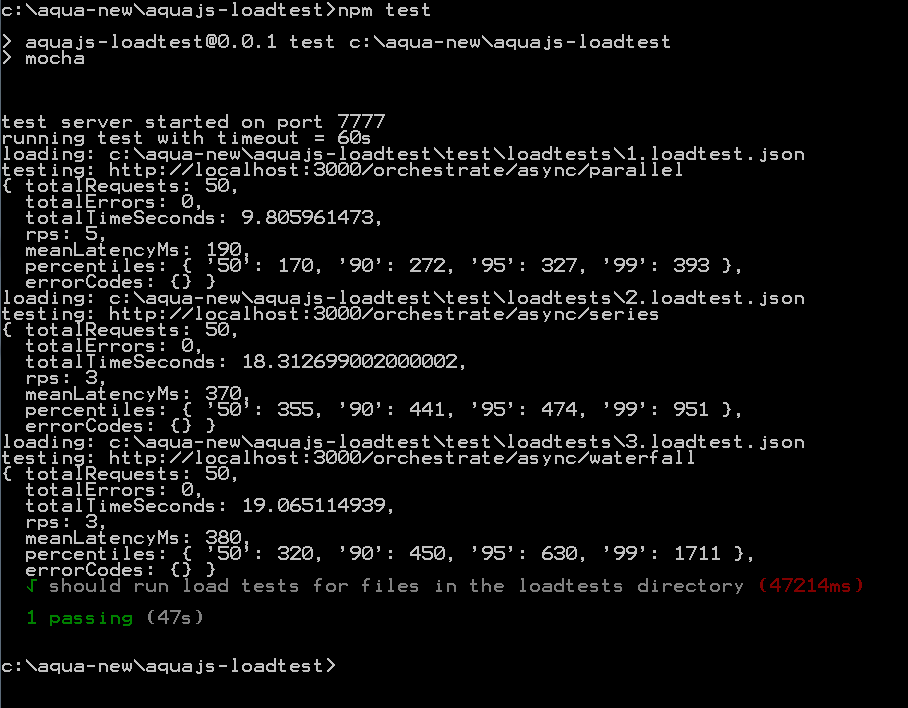 c:\aqua-new\aquajs-loadtest>npm test
> aquajs-loadtest@0.0.1 test c:\aqua-new\aquajs-loadtest
> mocha
test server started on port 7777
running test with timeout = 60s
loading: c:\aqua-new\aquajs-loadtest\test\loadtests\1.loadtest.json
testing: http://localhost:3000/orchestrate/async/parallel
{ totalRequests: 50,
  totalErrors: 0,
  totalTimeSeconds: 9.805961473,
  rps: 5,
  meanLatencyMs: 190,
  percentiles: { '50': 170, '90': 272, '95': 327, '99': 393 },
  errorCodes: {} }
loading: c:\aqua-new\aquajs-loadtest\test\loadtests\2.loadtest.json
testing: http://localhost:3000/orchestrate/async/series
{ totalRequests: 50,
  totalErrors: 0,
  totalTimeSeconds: 18.312699002000002,
  rps: 3,
  meanLatencyMs: 370,
  percentiles: { '50': 355, '90': 441, '95': 474, '99': 951 },
  errorCodes: {} }
loading: c:\aqua-new\aquajs-loadtest\test\loadtests\3.loadtest.json
testing: http://localhost:3000/orchestrate/async/waterfall
{ totalRequests: 50,
  totalErrors: 0,
  totalTimeSeconds: 19.065114939,
  rps: 3,
  meanLatencyMs: 380,
  percentiles: { '50': 320, '90': 450, '95': 630, '99': 1711 },
  errorCodes: {} }
  √ should run load tests for files in the loadtests directory (47214ms)
  1 passing (47s)
c:\aqua-new\aquajs-loadtest>